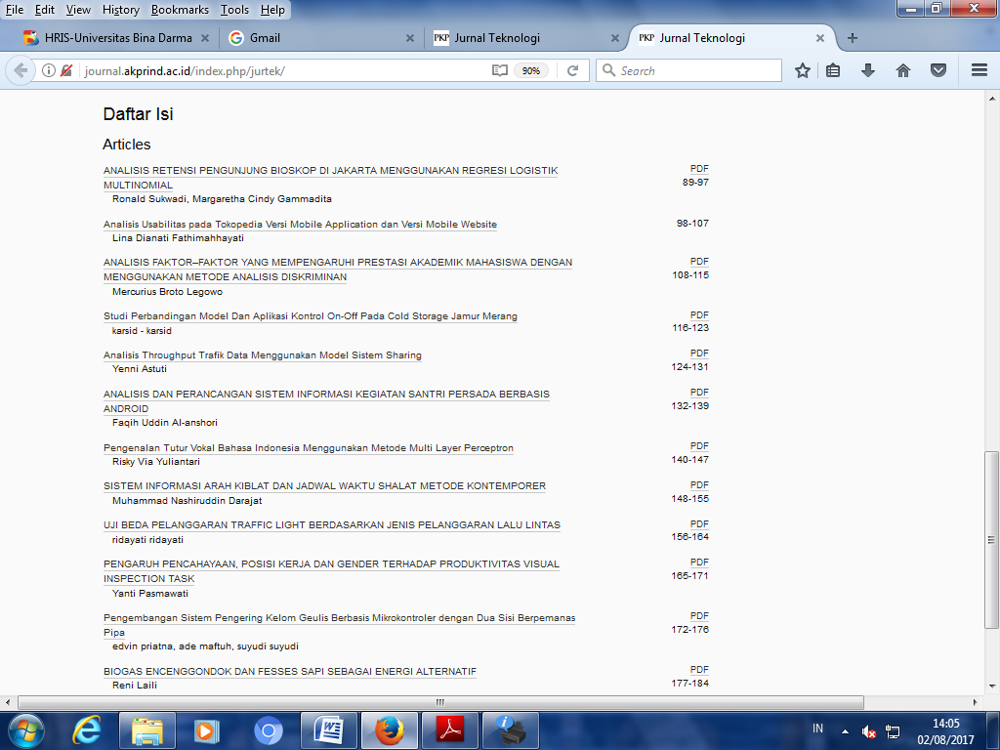 File Edit View History Bookmarks Tools Help
HRIS-Universitas Bina Darma
Gmail
PKP Jurnal Teknologi
PKP Jurnal Teknologi
journal.akprind.ac.id/index.php/jurtek/
90%
Search
Daftar Isi
Articles
ANALISIS RETENSI PENGUNJUNG BIOSKOP DI JAKARTA MENGGUNAKAN REGRESI LOGISTIK PDF
MULTINOMIAL 89-97
Ronald Sukwadi, Margaretha Cindy Gammadita
Analisis Usabilitas pada Tokopedia Versi Mobile Application dan Versi Mobile Website 98-107
Lina Dianati Fathimahhayati
ANALISIS FAKTOR–FAKTOR YANG MEMPENGARUHI PRESTASI AKADEMIK MAHASISWA DENGAN PDF
MENGGUNAKAN METODE ANALISIS DISKRIMINAN 108-115
Mercurius Broto Legowo
Studi Perbandingan Model Dan Aplikasi Kontrol On-Off Pada Cold Storage Jamur Merang PDF
karsid - karsid 116-123
Analisis Throughput Trafik Data Menggunakan Model Sistem Sharing PDF
Yenni Astuti 124-131
ANALISIS DAN PERANCANGAN SISTEM INFORMASI KEGIATAN SANTRI PERSADA BERBASIS PDF
ANDROID 132-139
Faqih Uddin Al-anshori
Pengenalan Tutur Vokal Bahasa Indonesia Menggunakan Metode Multi Layer Perceptron PDF
Risky Via Yuliantari 140-147
SISTEM INFORMASI ARAH KIBLAT DAN JADWAL WAKTU SHALAT METODE KONTEMPORER PDF
Muhammad Nashiruddin Darajat 148-155
UJI BEDA PELANGGARAN TRAFFIC LIGHT BERDASARKAN JENIS PELANGGARAN LALU LINTAS PDF
ridayati ridayati 156-164
PENGARUH PENCAHAYAAN, POSISI KERJA DAN GENDER TERHADAP PRODUKTIVITAS VISUAL PDF
INSPECTION TASK 165-171
Yanti Pasmawati
Pengembangan Sistem Pengering Kelom Geulis Berbasis Mikrokontroler dengan Dua Sisi Berpemanas PDF
Pipa 172-176
edvin priatna, ade maftuh, suyudi suyudi
BIOGAS ENCENGGONDOK DAN FESSES SAPI SEBAGAI ENERGI ALTERNATIF PDF
Reni Laili 177-184
IN
14:05
02/08/2017